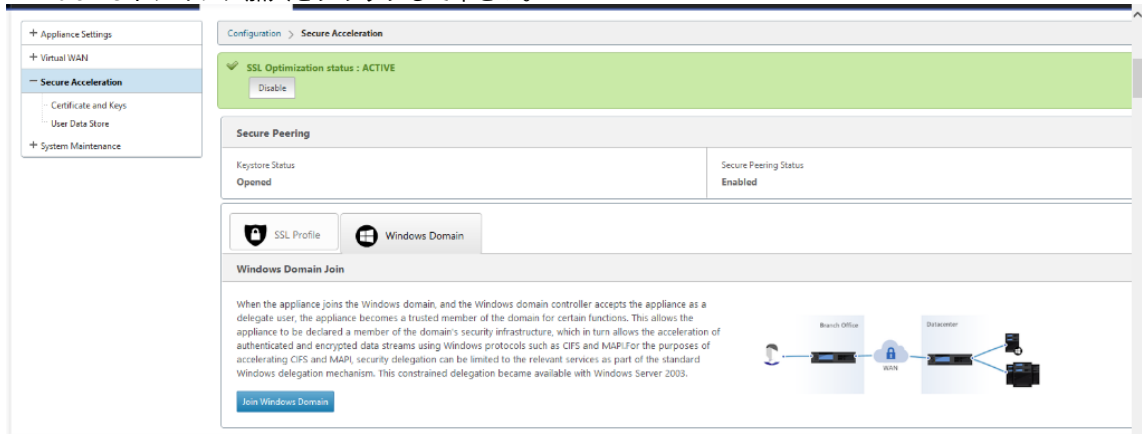 + Appliance Settings
+ Virtual WAN
− Secure Acceleration
Certificate and Keys
User Data Store
+ System Maintenance
Configuration > Secure Acceleration
SSL Optimization status : ACTIVE
Disable
Secure Peering
Keystore Status
Opened
Secure Peering Status
Enabled
SSL Profile
Windows Domain
Windows Domain Join
When the appliance joins the Windows domain, and the Windows domain controller accepts the appliance as a
delegate user, the appliance becomes a trusted member of the domain for certain functions. This allows the
appliance to be declared a member of the domain's security infrastructure, which in turn allows the acceleration of
authenticated and encrypted data streams using Windows protocols such as CIFS and MAPI.For the purposes of
accelerating CIFS and MAPI, security delegation can be limited to the relevant services as part of the standard
Windows delegation mechanism. This constrained delegation became available with Windows Server 2003.
Join Windows Domain
Branch Office
WAN
Datacenter